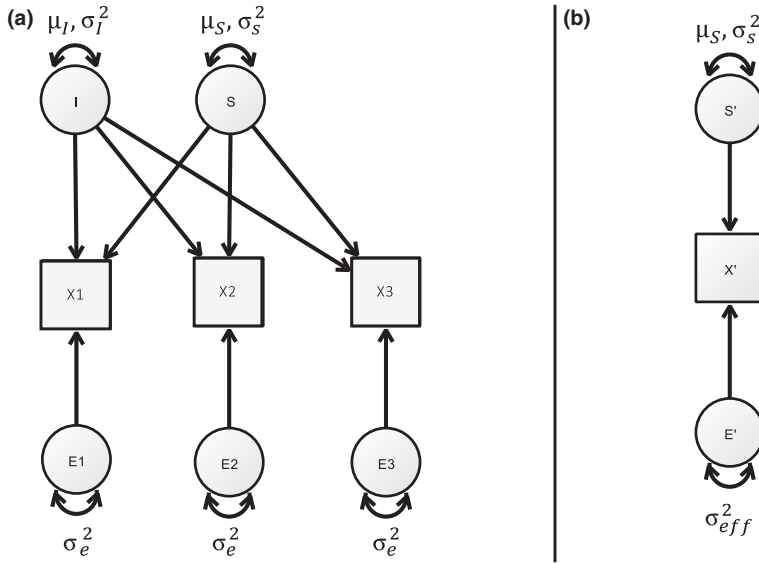 (a)
μ_I, σ_I^2
μ_S, σ_s^2
I
S
X1
X2
X3
E1
E2
E3
σ_e^2
σ_e^2
σ_e^2
(b)
μ_S, σ_s^2
S'
X'
E'
σ_eff^2